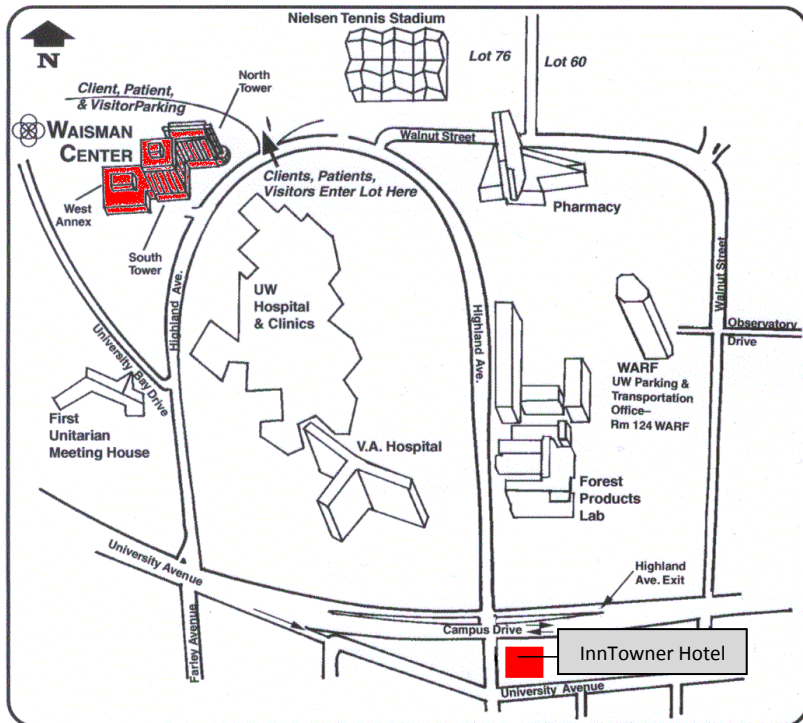 Nielsen Tennis Stadium
Lot 76
Lot 60
N
Client, Patient,
& VisitorParking
North
Tower
WAISMAN
CENTER
Walnut Street
Clients, Patients,
Visitors Enter Lot Here
West
Annex
South
Tower
Pharmacy
Highland Ave.
UW
Hospital
& Clinics
Highland Ave.
Walnut Street
Observatory
Drive
University Bay Drive
WARF
UW Parking &
Transportation
Office–
Rm 124 WARF
First
Unitarian
Meeting House
V.A. Hospital
Forest
Products
Lab
University Avenue
Highland
Ave. Exit
Farley Avenue
Campus Drive
InnTowner Hotel
University Avenue